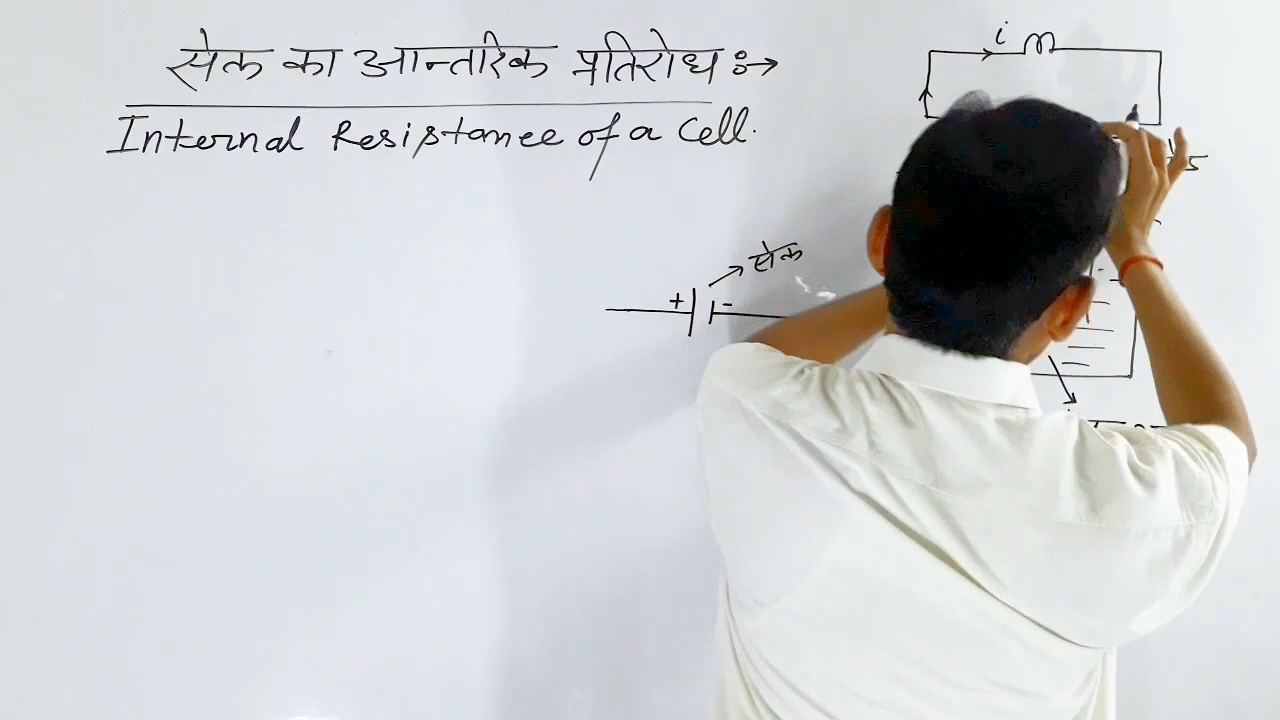 सेल का आन्तरिक प्रतिरोध :→
Internal Resistance of a Cell.
i
→ सेल
+ -